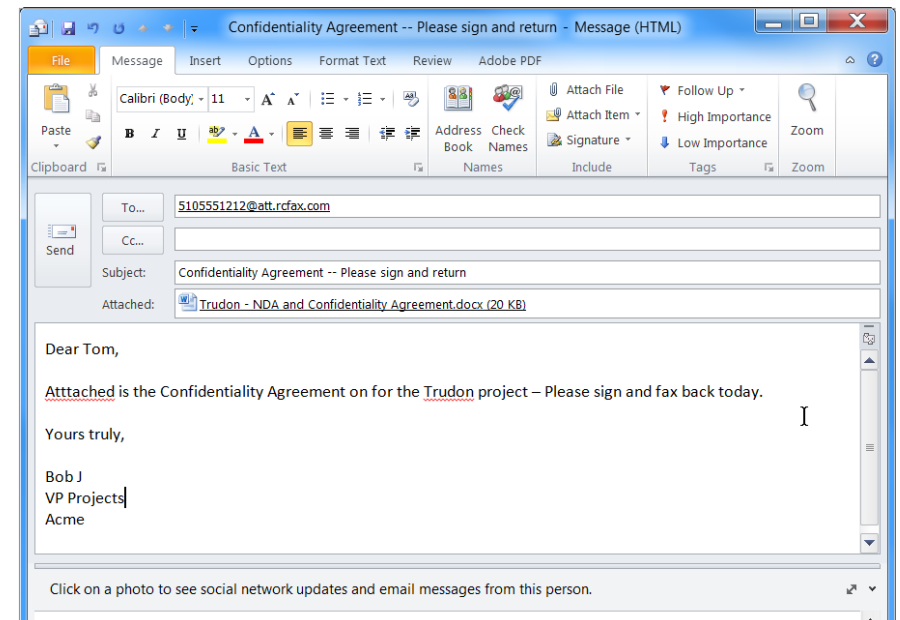 Confidentiality Agreement -- Please sign and return - Message (HTML)
File Message Insert Options Format Text Review Adobe PDF
Paste
Clipboard
Calibri (Body) 11
B I U ab A
Basic Text
Address Book
Check Names
Names
Attach File
Attach Item
Signature
Include
Follow Up
High Importance
Low Importance
Tags
Zoom
Zoom
Send
To... 5105551212@att.rcfax.com
Cc...
Subject: Confidentiality Agreement -- Please sign and return
Attached: Trudon - NDA and Confidentiality Agreement.docx (20 KB)
Dear Tom,
Atttached is the Confidentiality Agreement on for the Trudon project – Please sign and fax back today.
Yours truly,
Bob J
VP Projects
Acme
Click on a photo to see social network updates and email messages from this person.